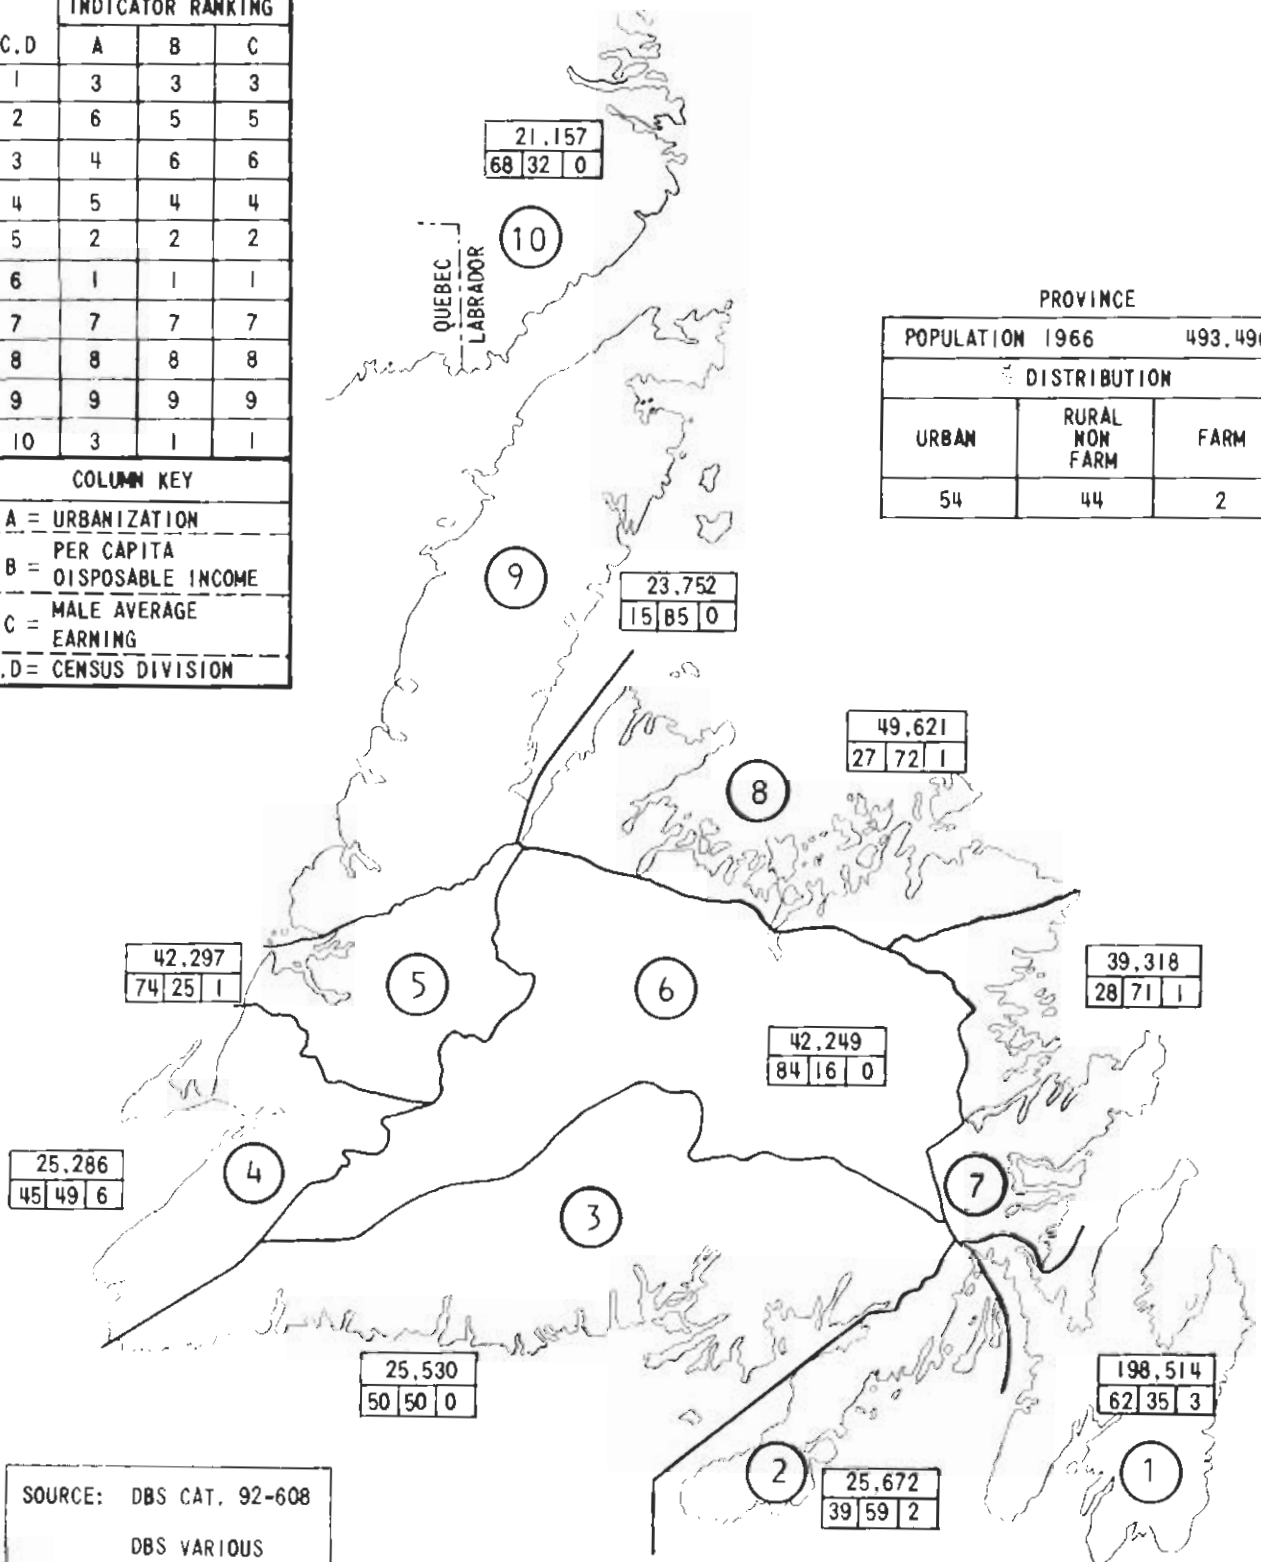 INDICATOR RANKING
C.D A B C
1 3 3 3
2 6 5 5
3 4 6 6
4 5 4 4
5 2 2 2
6 1 1 1
7 7 7 7
8 8 8 8
9 9 9 9
10 3 1 1
COLUMN KEY
A = URBANIZATION
B = PER CAPITA
DISPOSABLE INCOME
C = MALE AVERAGE
EARNING
.D = CENSUS DIVISION
21,157
68 32 0
10
QUEBEC
LABRADOR
PROVINCE
POPULATION 1966 493,496
DISTRIBUTION
URBAN
RURAL
NON
FARM
FARM
54 44 2
9
23,752
15 85 0
49,621
27 72 1
8
42,297
74 25 1
5
6
39,318
28 71 1
42,249
84 16 0
25,286
45 49 6
4
3
7
25,530
50 50 0
198,514
62 35 3
2
25,672
39 59 2
1
SOURCE: DBS CAT. 92-608
DBS VARIOUS